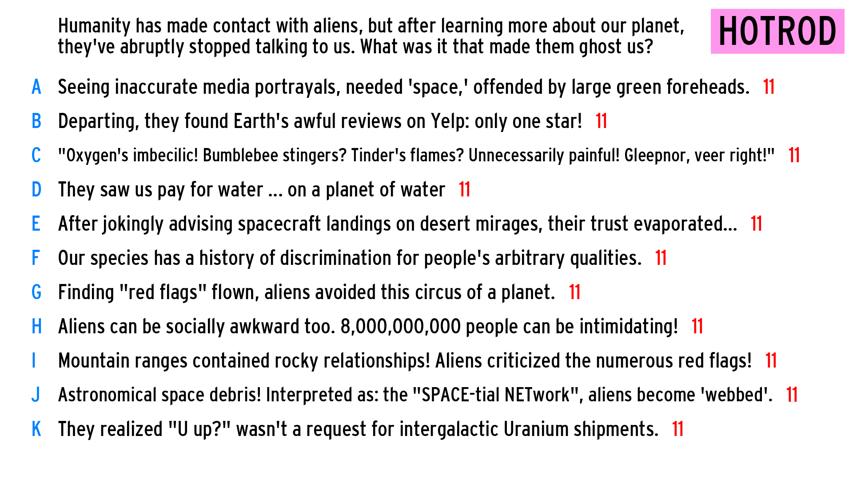 Humanity has made contact with aliens, but after learning more about our planet,
they've abruptly stopped talking to us. What was it that made them ghost us?
HOTROD
A Seeing inaccurate media portrayals, needed 'space,' offended by large green foreheads. 11
B Departing, they found Earth's awful reviews on Yelp: only one star! 11
C "Oxygen's imbecilic! Bumblebee stingers? Tinder's flames? Unnecessarily painful! Gleepnor, veer right!" 11
D They saw us pay for water ... on a planet of water 11
E After jokingly advising spacecraft landings on desert mirages, their trust evaporated... 11
F Our species has a history of discrimination for people's arbitrary qualities. 11
G Finding "red flags" flown, aliens avoided this circus of a planet. 11
H Aliens can be socially awkward too. 8,000,000,000 people can be intimidating! 11
I Mountain ranges contained rocky relationships! Aliens criticized the numerous red flags! 11
J Astronomical space debris! Interpreted as: the "SPACE-tial NETwork", aliens become 'webbed'. 11
K They realized "U up?" wasn't a request for intergalactic Uranium shipments. 11